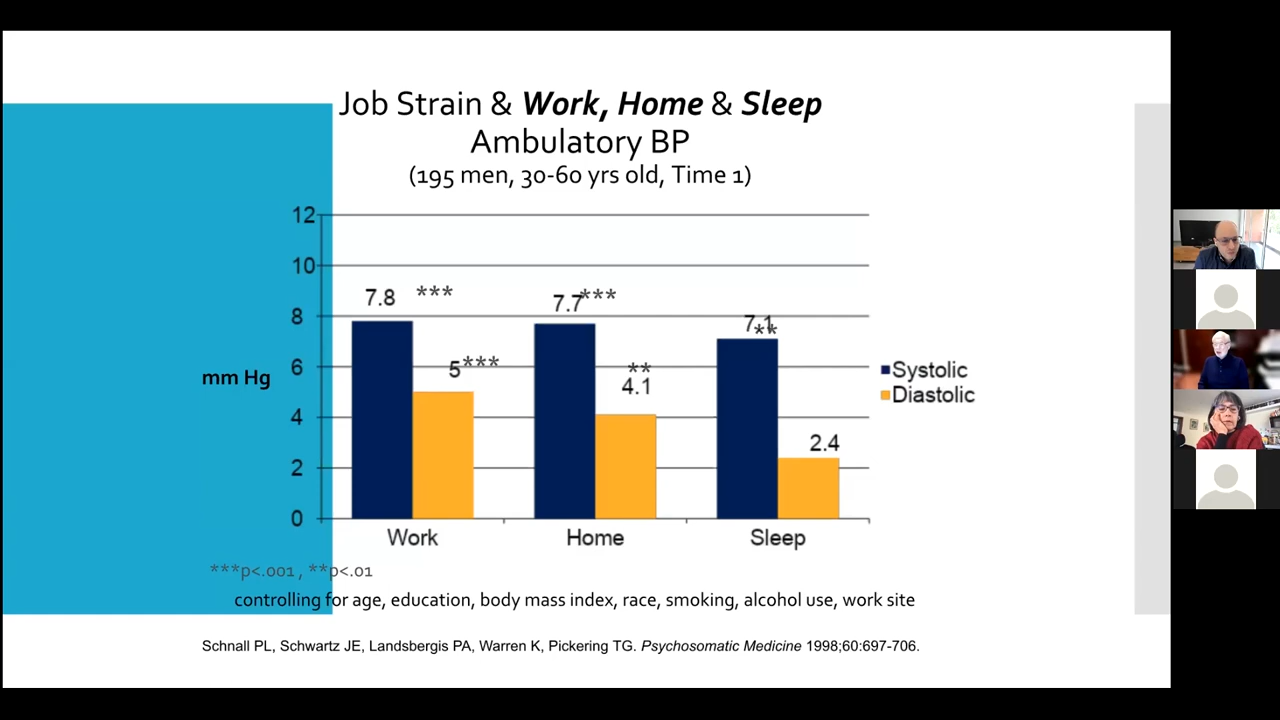 Job Strain & Work, Home & Sleep
Ambulatory BP
(195 men, 30-60 yrs old, Time 1)
12
10
8
6
4
2
0
mm Hg
7.8 ***
5***
7.7***
**
4.1
7.1
**
2.4
Work Home Sleep
Systolic
Diastolic
***p<.001 , **p<.01
controlling for age, education, body mass index, race, smoking, alcohol use, work site
Schnall PL, Schwartz JE, Landsbergis PA, Warren K, Pickering TG. Psychosomatic Medicine 1998;60:697-706.